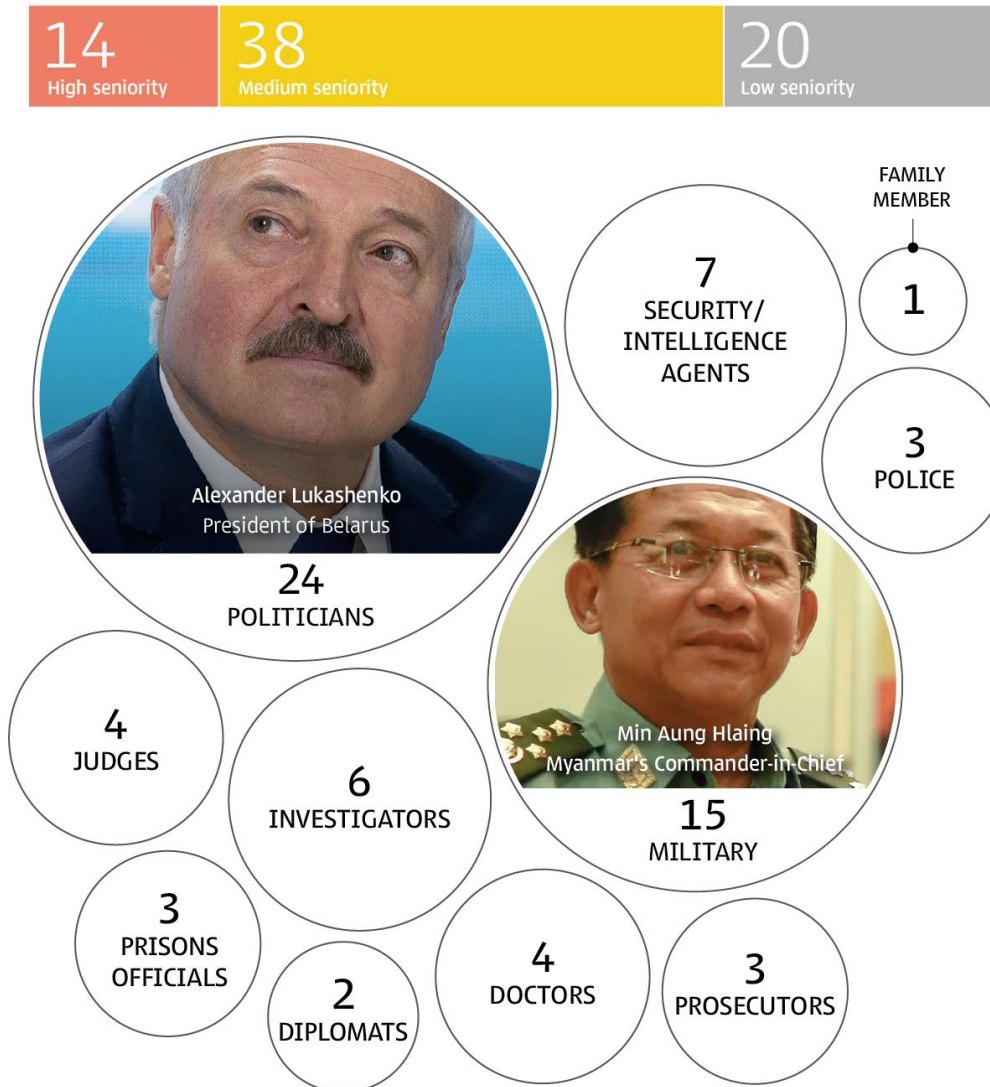 14
High seniority
38
Medium seniority
20
Low seniority
FAMILY
MEMBER
1
7
SECURITY/
INTELLIGENCE
AGENTS
3
POLICE
Alexander Lukashenko
President of Belarus
24
POLITICIANS
Min Aung Hlaing
Myanmar's Commander-in-Chief
15
MILITARY
4
JUDGES
6
INVESTIGATORS
3
PRISONS
OFFICIALS
2
DIPLOMATS
4
DOCTORS
3
PROSECUTORS